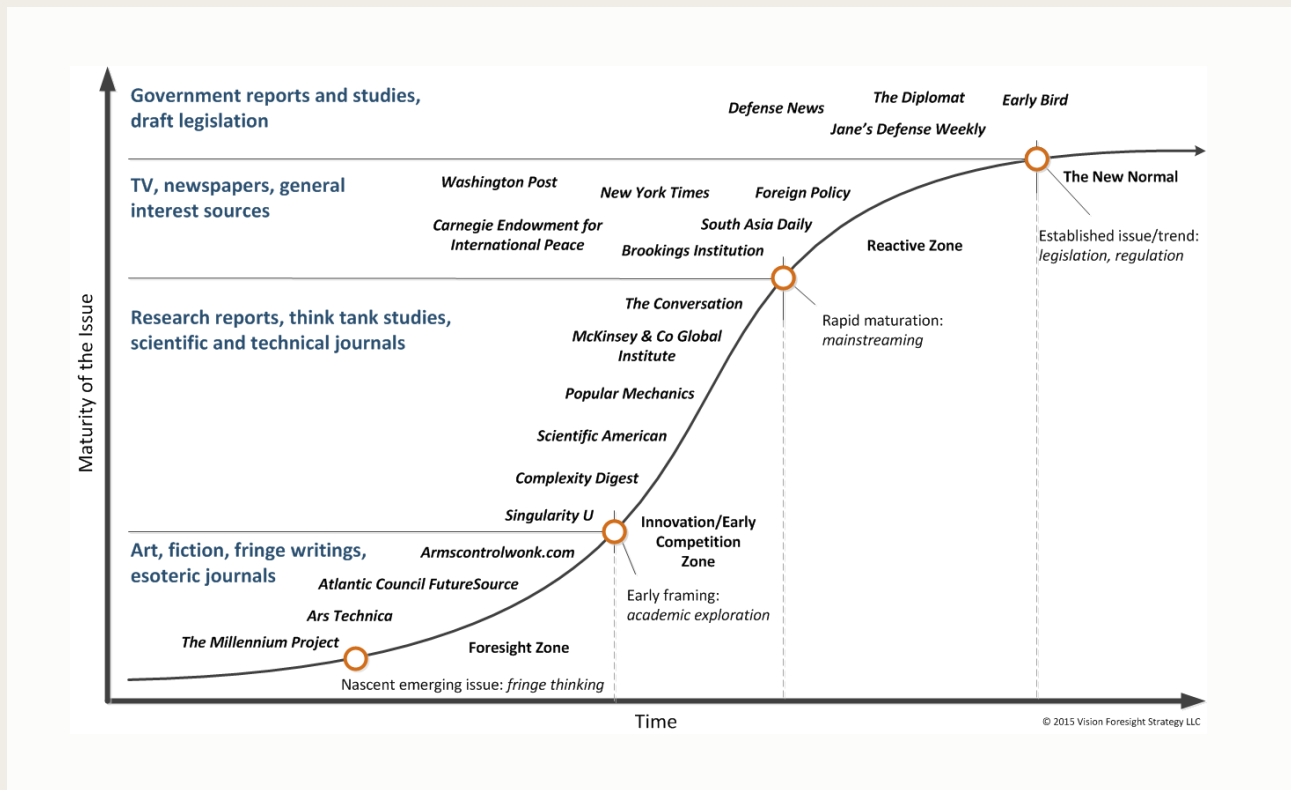 Government reports and studies,
draft legislation
Defense News
The Diplomat
Early Bird
Jane's Defense Weekly
TV, newspapers, general
interest sources
Washington Post
New York Times
Foreign Policy
The New Normal
Carnegie Endowment for
International Peace
South Asia Daily
Brookings Institution
Reactive Zone
Established issue/trend:
legislation, regulation
Research reports, think tank studies,
scientific and technical journals
The Conversation
McKinsey & Co Global
Institute
Rapid maturation:
mainstreaming
Popular Mechanics
Scientific American
Complexity Digest
Singularity U
Innovation/Early
Competition
Zone
Art, fiction, fringe writings,
esoteric journals
Armscontrolwonk.com
Atlantic Council FutureSource
Early framing:
academic exploration
Ars Technica
The Millennium Project
Foresight Zone
Nascent emerging issue: fringe thinking
Maturity of the Issue
Time
© 2015 Vision Foresight Strategy LLC